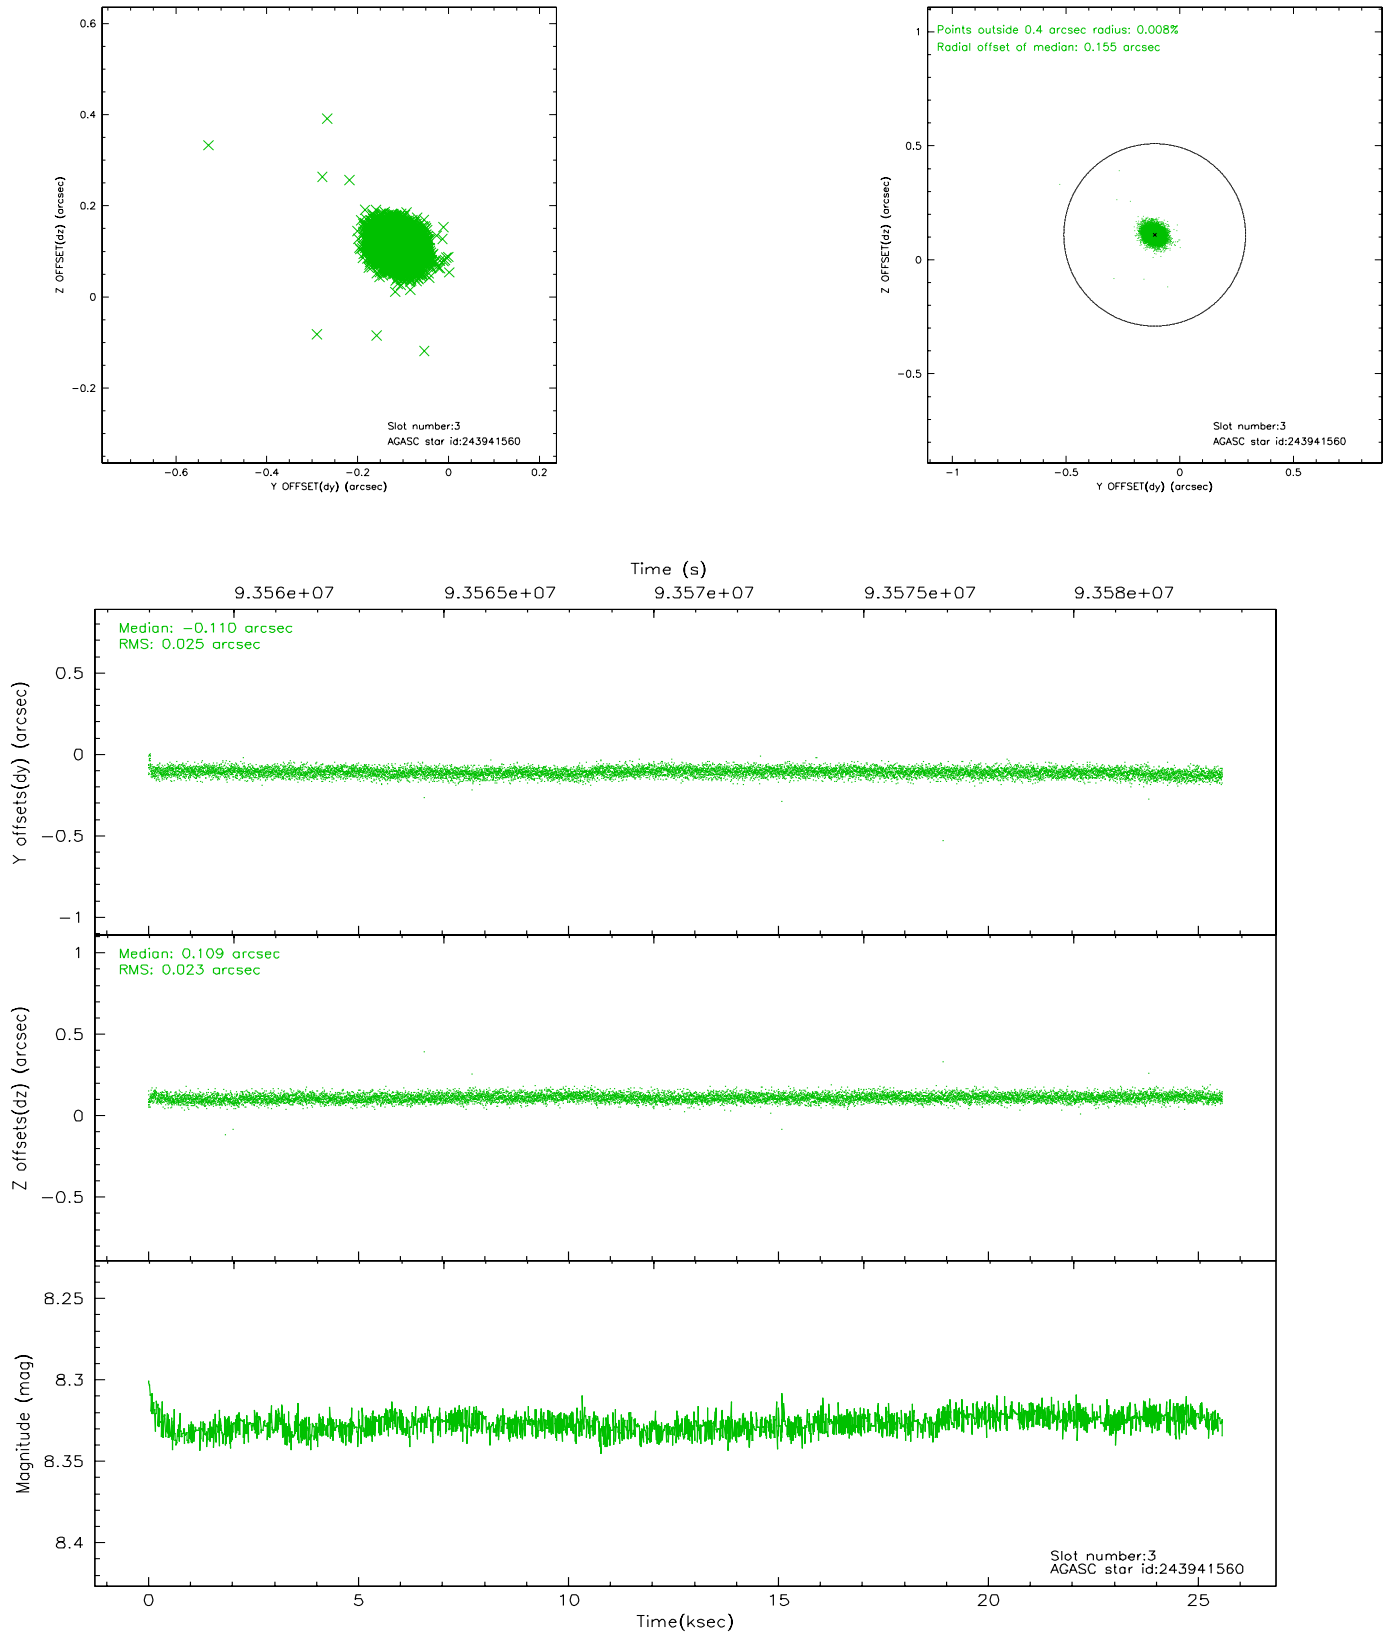 0.6
0.4
0.2
0
−0.2
Z OFFSET(dz) (arcsec)
Slot number:3
AGASC star id:243941560
−0.6 −0.4 −0.2 0 0.2
Y OFFSET(dy) (arcsec)
Points outside 0.4 arcsec radius: 0.008%
Radial offset of median: 0.155 arcsec
1
0.5
0
−0.5
Z OFFSET(dz) (arcsec)
Slot number:3
AGASC star id:243941560
−1 −0.5 0 0.5
Y OFFSET(dy) (arcsec)
Time (s)
9.356e+07 9.3565e+07 9.357e+07 9.3575e+07 9.358e+07
Median: −0.110 arcsec
RMS: 0.025 arcsec
0.5
0
−0.5
−1
Y offsets(dy) (arcsec)
Median: 0.109 arcsec
RMS: 0.023 arcsec
1
0.5
0
−0.5
Z offsets(dz) (arcsec)
8.25
8.3
8.35
8.4
Magnitude (mag)
Slot number:3
AGASC star id:243941560
0 5 10 15 20 25
Time(ksec)